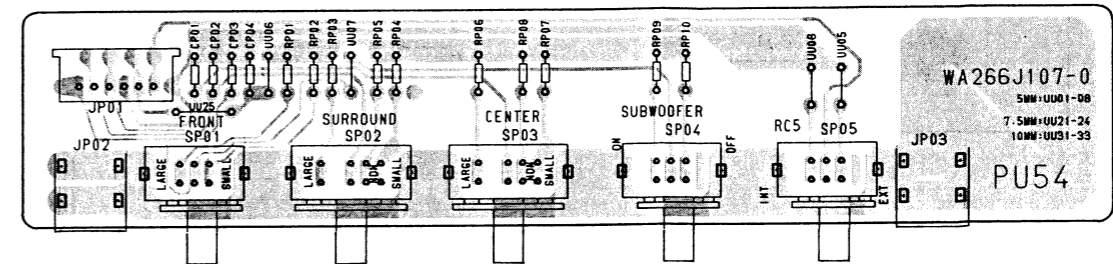 CP01 CP02 CP03 CP04 UU06 RP01 RP02 RP03 UU07 RP05 RP04 RP06 RP08 RP07 RP09 RP10 UU08 UU05
WA266J107-0
5MM:UU01-08
7.5MM:UU21-24
10MM:UU31-33
PU54
JP01
UU25
FRONT
SP01
SURROUND
SP02
CENTER
SP03
SUBWOOFER
SP04
RC5
SP05
JP02
JP03
LARGE
SMALL
LARGE
ADP
SMALL
LARGE
ADP
SMALL
ON
OFF
INT
EXT